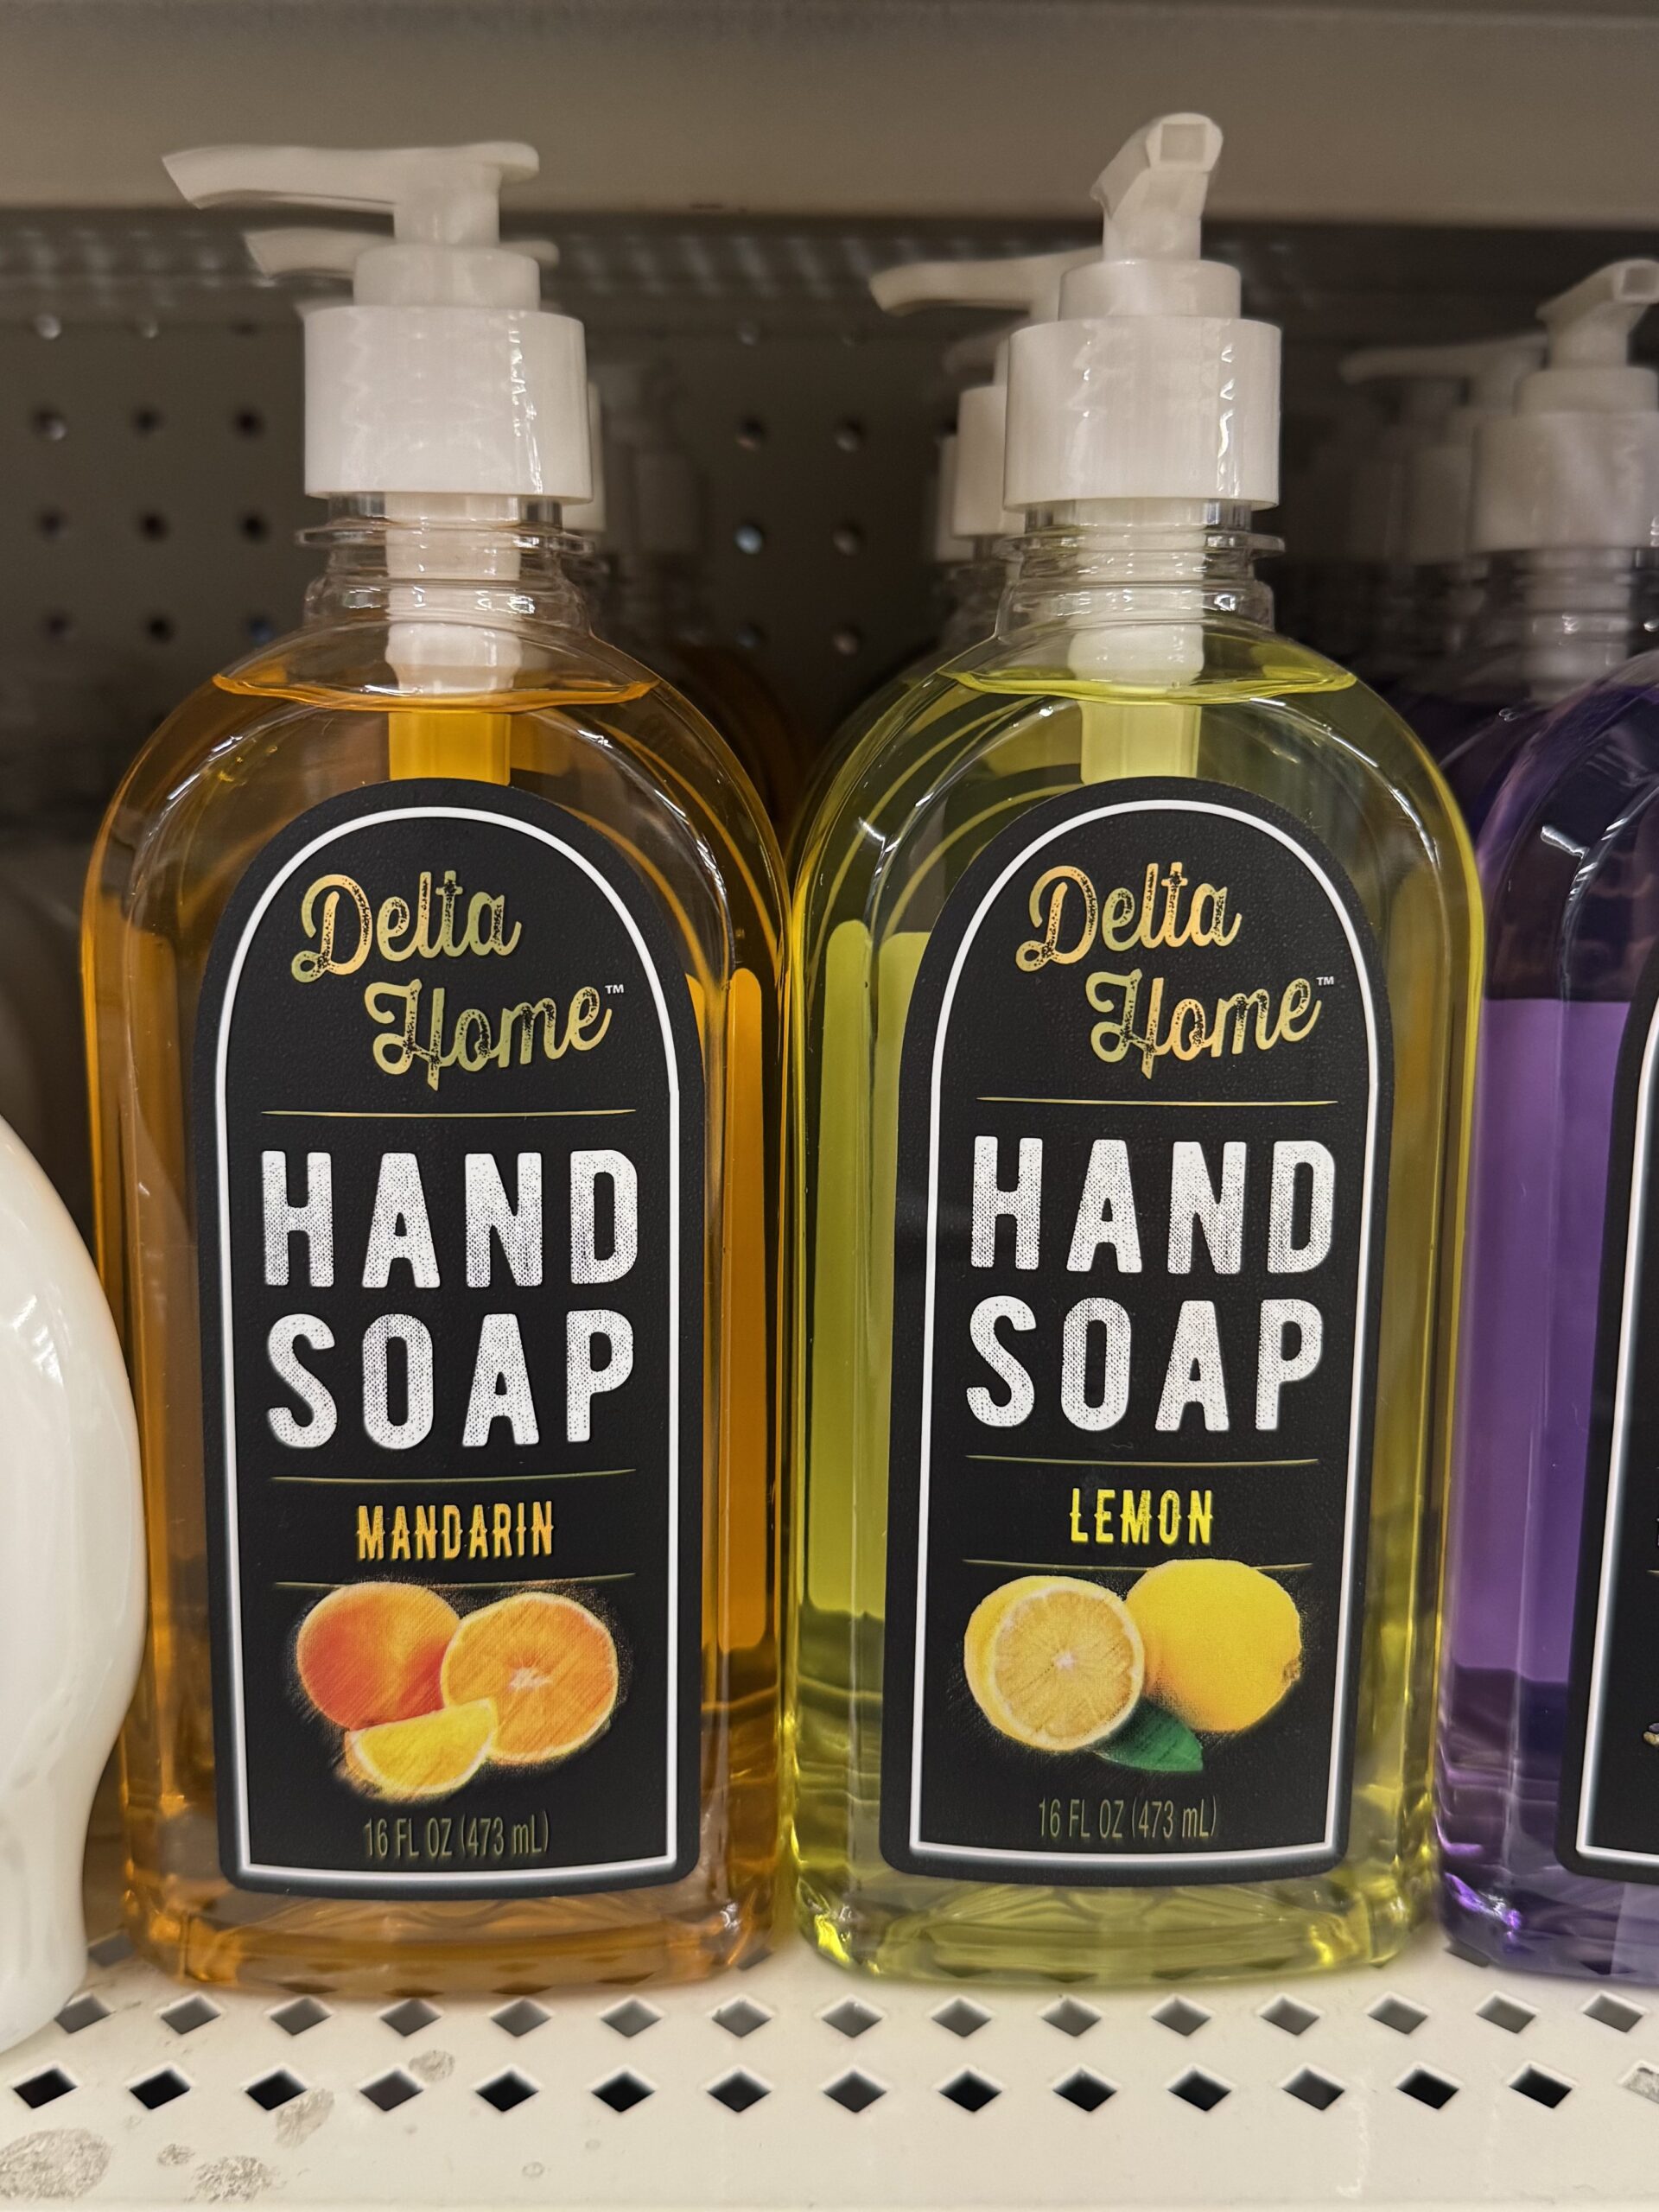 Delta
Home™
HAND
SOAP
MANDARIN
16 FL OZ (473 mL)
Delta
Home™
HAND
SOAP
LEMON
16 FL OZ (473 mL)